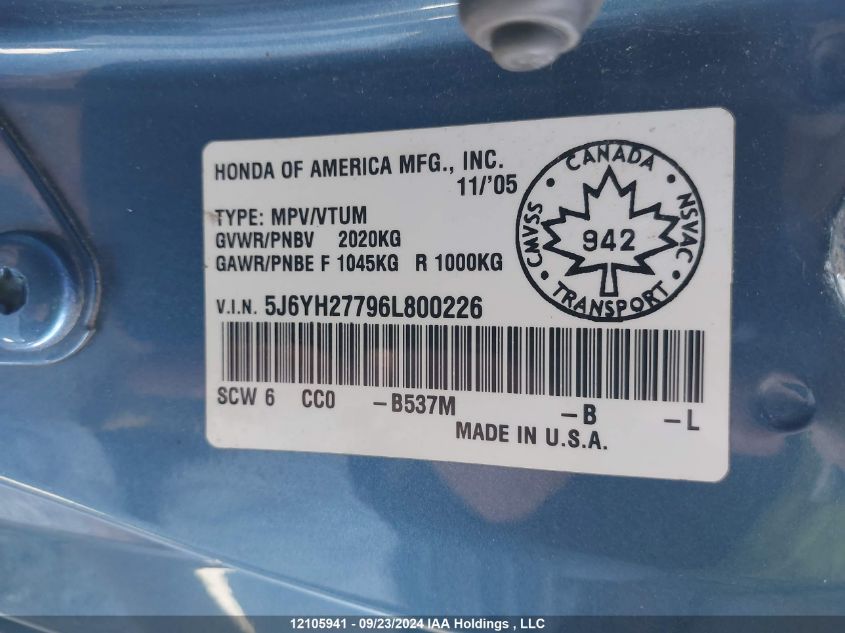 HONDA OF AMERICA MFG., INC.
11/'05
TYPE: MPV/VTUM
GVWR/PNBV 2020KG
GAWR/PNBE F 1045KG R 1000KG
V.I.N. 5J6YH27796L800226
CANADA
CMVSS
NSVAC
942
TRANSPORT
SCW 6 CC0 -B537M -B -L
MADE IN U.S.A.
12105941 - 09/23/2024 IAA Holdings , LLC